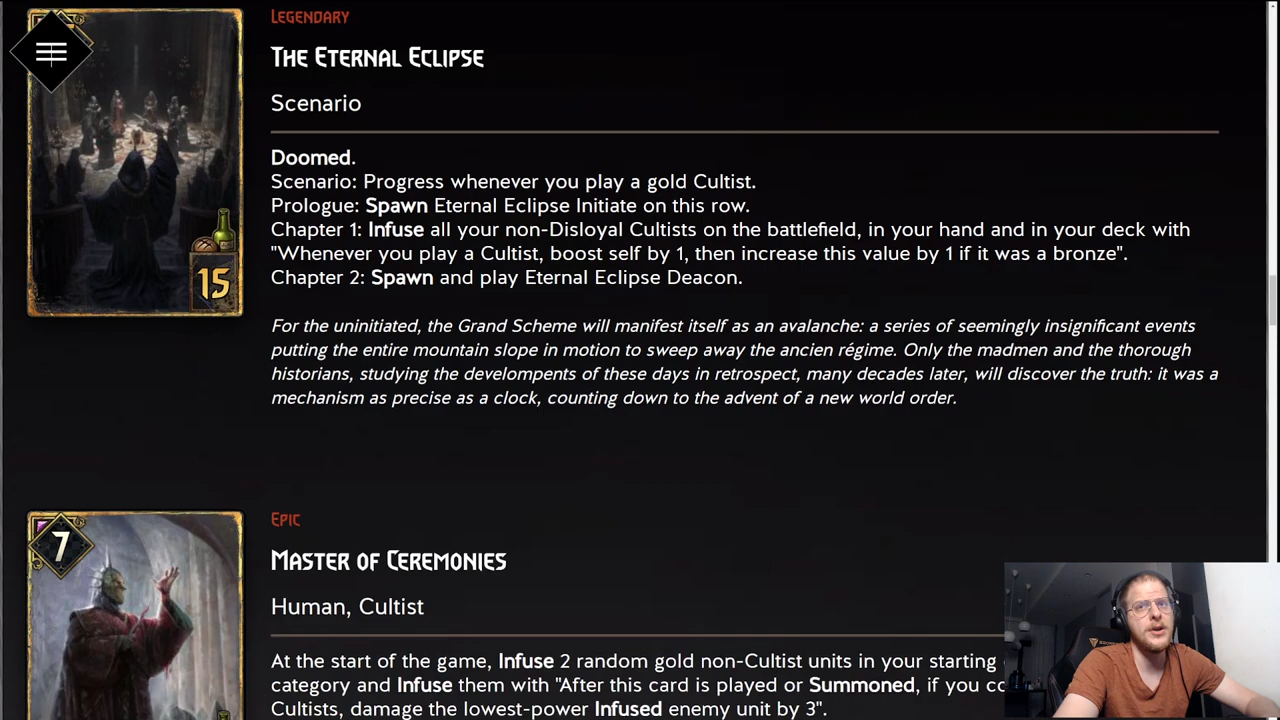 LEGENDARY
THE ETERNAL ECLIPSE
Scenario
Doomed.
Scenario: Progress whenever you play a gold Cultist.
Prologue: Spawn Eternal Eclipse Initiate on this row.
Chapter 1: Infuse all your non-Disloyal Cultists on the battlefield, in your hand and in your deck with
"Whenever you play a Cultist, boost self by 1, then increase this value by 1 if it was a bronze".
Chapter 2: Spawn and play Eternal Eclipse Deacon.
15
For the uninitiated, the Grand Scheme will manifest itself as an avalanche: a series of seemingly insignificant events
putting the entire mountain slope in motion to sweep away the ancien régime. Only the madmen and the thorough
historians, studying the develompents of these days in retrospect, many decades later, will discover the truth: it was a
mechanism as precise as a clock, counting down to the advent of a new world order.
EPIC
7
MASTER OF CEREMONIES
Human, Cultist
At the start of the game, Infuse 2 random gold non-Cultist units in your starting
category and Infuse them with "After this card is played or Summoned, if you co
Cultists, damage the lowest-power Infused enemy unit by 3".